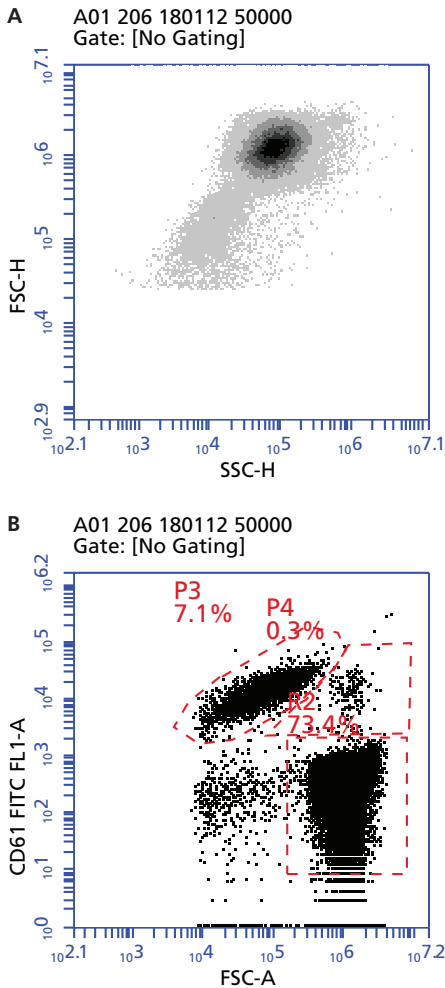 A
A01 206 180112 50000
Gate: [No Gating]
10^7.1
10^6
10^5
10^4
10^2.9
FSC-H
10^2.1 10^3 10^4 10^5 10^6 10^7.1
SSC-H
B
A01 206 180112 50000
Gate: [No Gating]
10^6.2
10^5
10^4
10^3
10^2
10^1
10^0
CD61 FITC FL1-A
P3
7.1%
P4
0.3%
R2
73.4%
10^2.1 10^3 10^4 10^5 10^6 10^7.2
FSC-A